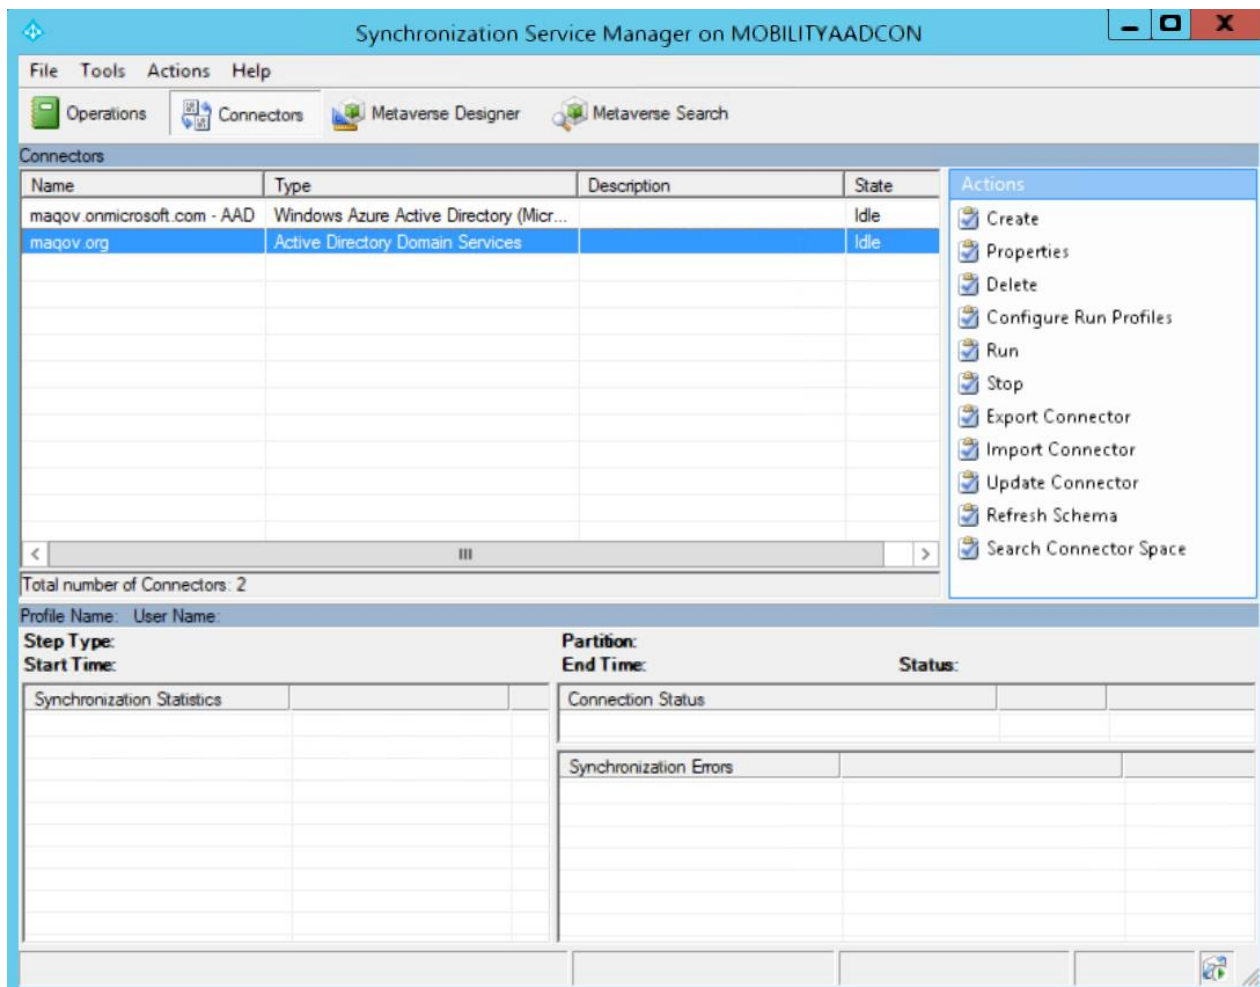 Synchronization Service Manager on MOBILITYAADCON
File Tools Actions Help
Operations Connectors Metaverse Designer Metaverse Search
Connectors
Name Type Description State
maqov.onmicrosoft.com - AAD Windows Azure Active Directory (Micr... Idle
maqov.org Active Directory Domain Services Idle
Total number of Connectors: 2
Actions
Create
Properties
Delete
Configure Run Profiles
Run
Stop
Export Connector
Import Connector
Update Connector
Refresh Schema
Search Connector Space
Profile Name: User Name:
Step Type:
Start Time:
Partition:
End Time: Status:
Synchronization Statistics
Connection Status
Synchronization Errors